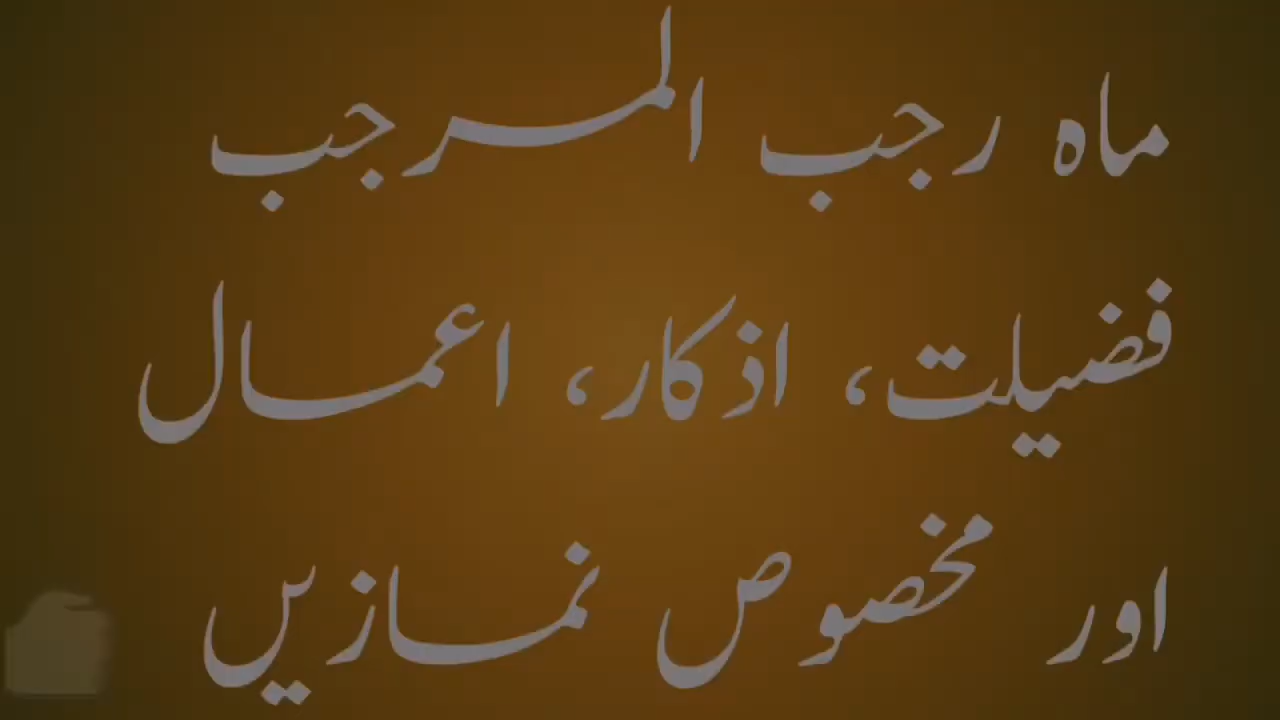 ماہ رجب المرجب
فضیلت، اذکار، اعمال
اور مخصوص نمازیں